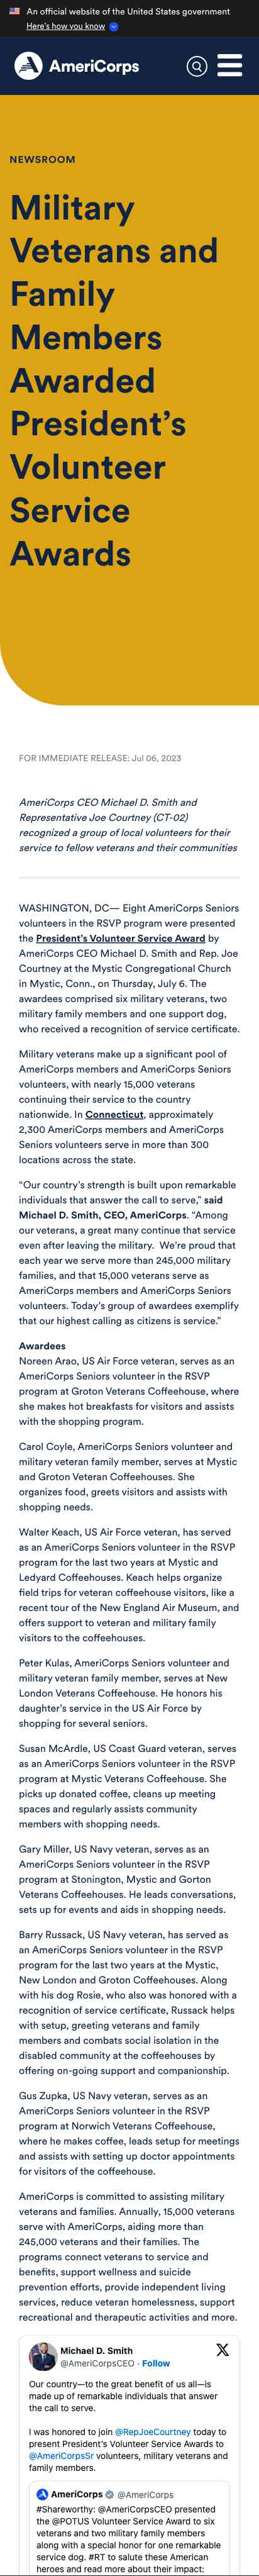 An official website of the United States government
Here's how you know
AmeriCorps
NEWSROOM
Military
Veterans and
Family
Members
Awarded
President’s
Volunteer
Service
Awards
FOR IMMEDIATE RELEASE: Jul 06, 2023
AmeriCorps CEO Michael D. Smith and
Representative Joe Courtney (CT-02)
recognized a group of local volunteers for their
service to fellow veterans and their communities
WASHINGTON, DC— Eight AmeriCorps Seniors
volunteers in the RSVP program were presented
the President’s Volunteer Service Award by
AmeriCorps CEO Michael D. Smith and Rep. Joe
Courtney at the Mystic Congregational Church
in Mystic, Conn., on Thursday, July 6. The
awardees comprised six military veterans, two
military family members and one support dog,
who received a recognition of service certificate.
Military veterans make up a significant pool of
AmeriCorps members and AmeriCorps Seniors
volunteers, with nearly 15,000 veterans
continuing their service to the country
nationwide. In Connecticut, approximately
2,300 AmeriCorps members and AmeriCorps
Seniors volunteers serve in more than 300
locations across the state.
“Our country’s strength is built upon remarkable
individuals that answer the call to serve,” said
Michael D. Smith, CEO, AmeriCorps. “Among
our veterans, a great many continue that service
even after leaving the military. We’re proud that
each year we serve more than 245,000 military
families, and that 15,000 veterans serve as
AmeriCorps members and AmeriCorps Seniors
volunteers. Today’s group of awardees exemplify
that our highest calling as citizens is service.”
Awardees
Noreen Arao, US Air Force veteran, serves as an
AmeriCorps Seniors volunteer in the RSVP
program at Groton Veterans Coffeehouse, where
she makes hot breakfasts for visitors and assists
with the shopping program.
Carol Coyle, AmeriCorps Seniors volunteer and
military veteran family member, serves at Mystic
and Groton Veteran Coffeehouses. She
organizes food, greets visitors and assists with
shopping needs.
Walter Keach, US Air Force veteran, has served
as an AmeriCorps Seniors volunteer in the RSVP
program for the last two years at Mystic and
Ledyard Coffeehouses. Keach helps organize
field trips for veteran coffeehouse visitors, like a
recent tour of the New England Air Museum, and
offers support to veteran and military family
visitors to the coffeehouses.
Peter Kulas, AmeriCorps Seniors volunteer and
military veteran family member, serves at New
London Veterans Coffeehouse. He honors his
daughter’s service in the US Air Force by
shopping for several seniors.
Susan McArdle, US Coast Guard veteran, serves
as an AmeriCorps Seniors volunteer in the RSVP
program at Mystic Veterans Coffeehouse. She
picks up donated coffee, cleans up meeting
spaces and regularly assists community
members with shopping needs.
Gary Miller, US Navy veteran, serves as an
AmeriCorps Seniors volunteer in the RSVP
program at Stonington, Mystic and Gorton
Veterans Coffeehouses. He leads conversations,
sets up for events and aids in shopping needs.
Barry Russack, US Navy veteran, has served as
an AmeriCorps Seniors volunteer in the RSVP
program for the last two years at the Mystic,
New London and Groton Coffeehouses. Along
with his dog Rosie, who also was honored with a
recognition of service certificate, Russack helps
with setup, greeting veterans and family
members and combats social isolation in the
disabled community at the coffeehouses by
offering on-going support and companionship.
Gus Zupka, US Navy veteran, serves as an
AmeriCorps Seniors volunteer in the RSVP
program at Norwich Veterans Coffeehouse,
where he makes coffee, leads setup for meetings
and assists with setting up doctor appointments
for visitors of the coffeehouse.
AmeriCorps is committed to assisting military
veterans and families. Annually, 15,000 veterans
serve with AmeriCorps, aiding more than
245,000 veterans and their families. The
programs connect veterans to service and
benefits, support wellness and suicide
prevention efforts, provide independent living
services, reduce veteran homelessness, support
recreational and therapeutic activities and more.
Michael D. Smith
@AmeriCorpsCEO · Follow
Our country—to the great benefit of us all—is
made up of remarkable individuals that answer
the call to serve.
I was honored to join @RepJoeCourtney today to
present President’s Volunteer Service Awards to
@AmeriCorpsSr volunteers, military veterans and
family members.
AmeriCorps @AmeriCorps
#Shareworthy: @AmeriCorpsCEO presented
the @POTUS Volunteer Service Award to six
veterans and two military family members
along with a special honor for one remarkable
service dog. #RT to salute these American
heroes and read more about their impact: